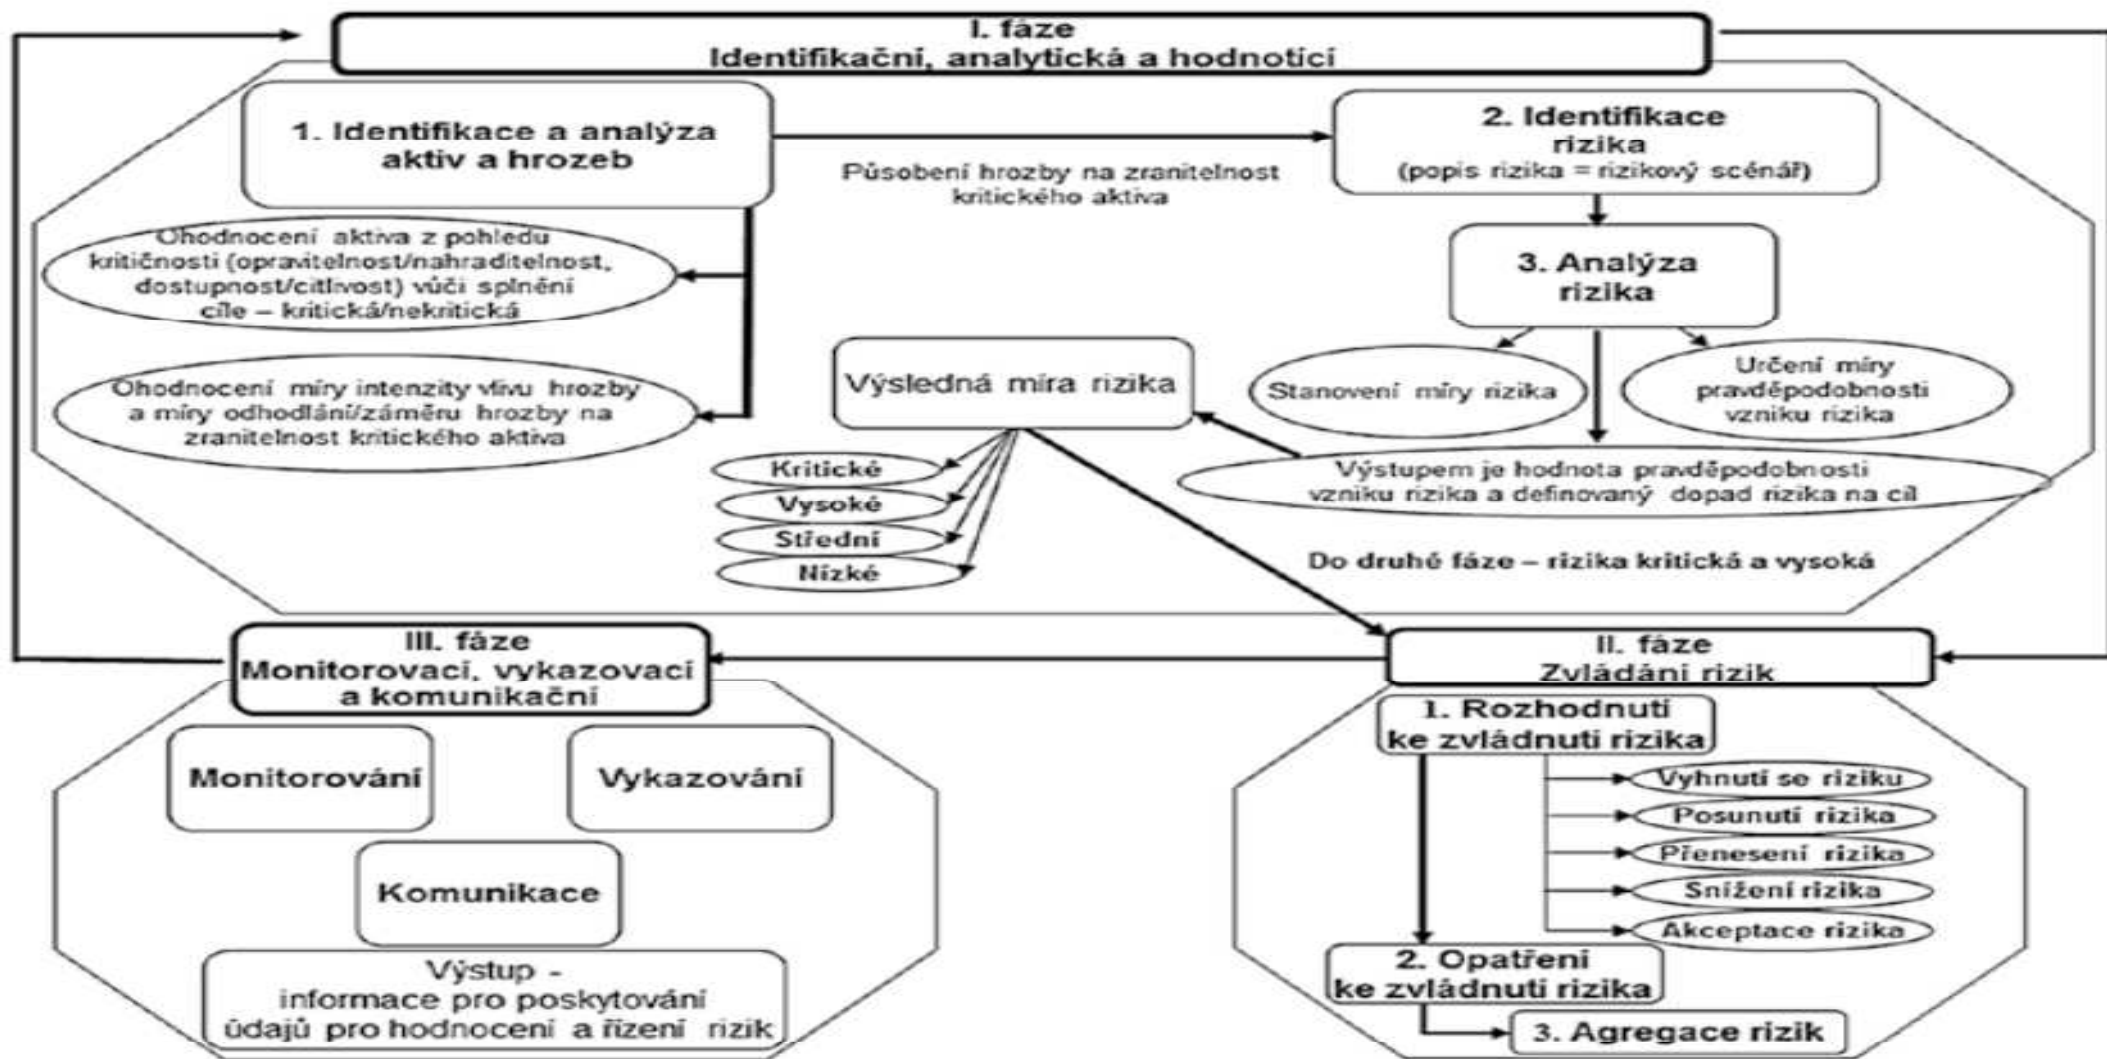 I. fáze
Identifikační, analytická a hodnotící
1. Identifikace a analýza
aktiv a hrozeb
Působení hrozby na zranitelnost
kritického aktiva
2. Identifikace
rizika
(popis rizika = rizikový scénář)
Ohodnocení aktiva z pohledu
kritičnosti (opravitelnost/nahraditelnost,
dostupnost/citlivost) vůči splnění
cíle – kritická/nekritická
3. Analýza
rizika
Ohodnocení míry intenzity vlivu hrozby
a míry odhodlání/záměru hrozby na
zranitelnost kritického aktiva
Výsledná míra rizika
Stanovení míry rizika
Určení míry
pravděpodobnosti
vzniku rizika
Kritické
Vysoké
Střední
Nízké
Výstupem je hodnota pravděpodobnosti
vzniku rizika a definovaný dopad rizika na cíl
Do druhé fáze – rizika kritická a vysoká
III. fáze
Monitorovací, vykazovací
a komunikační
II. fáze
Zvládání rizik
Monitorování
Vykazování
Komunikace
Výstup -
informace pro poskytování
údajů pro hodnocení a řízení rizik
1. Rozhodnutí
ke zvládnutí rizika
Vyhnutí se riziku
Posunutí rizika
Přenesení rizika
Snížení rizika
Akceptace rizika
2. Opatření
ke zvládnutí rizika
3. Agregace rizik